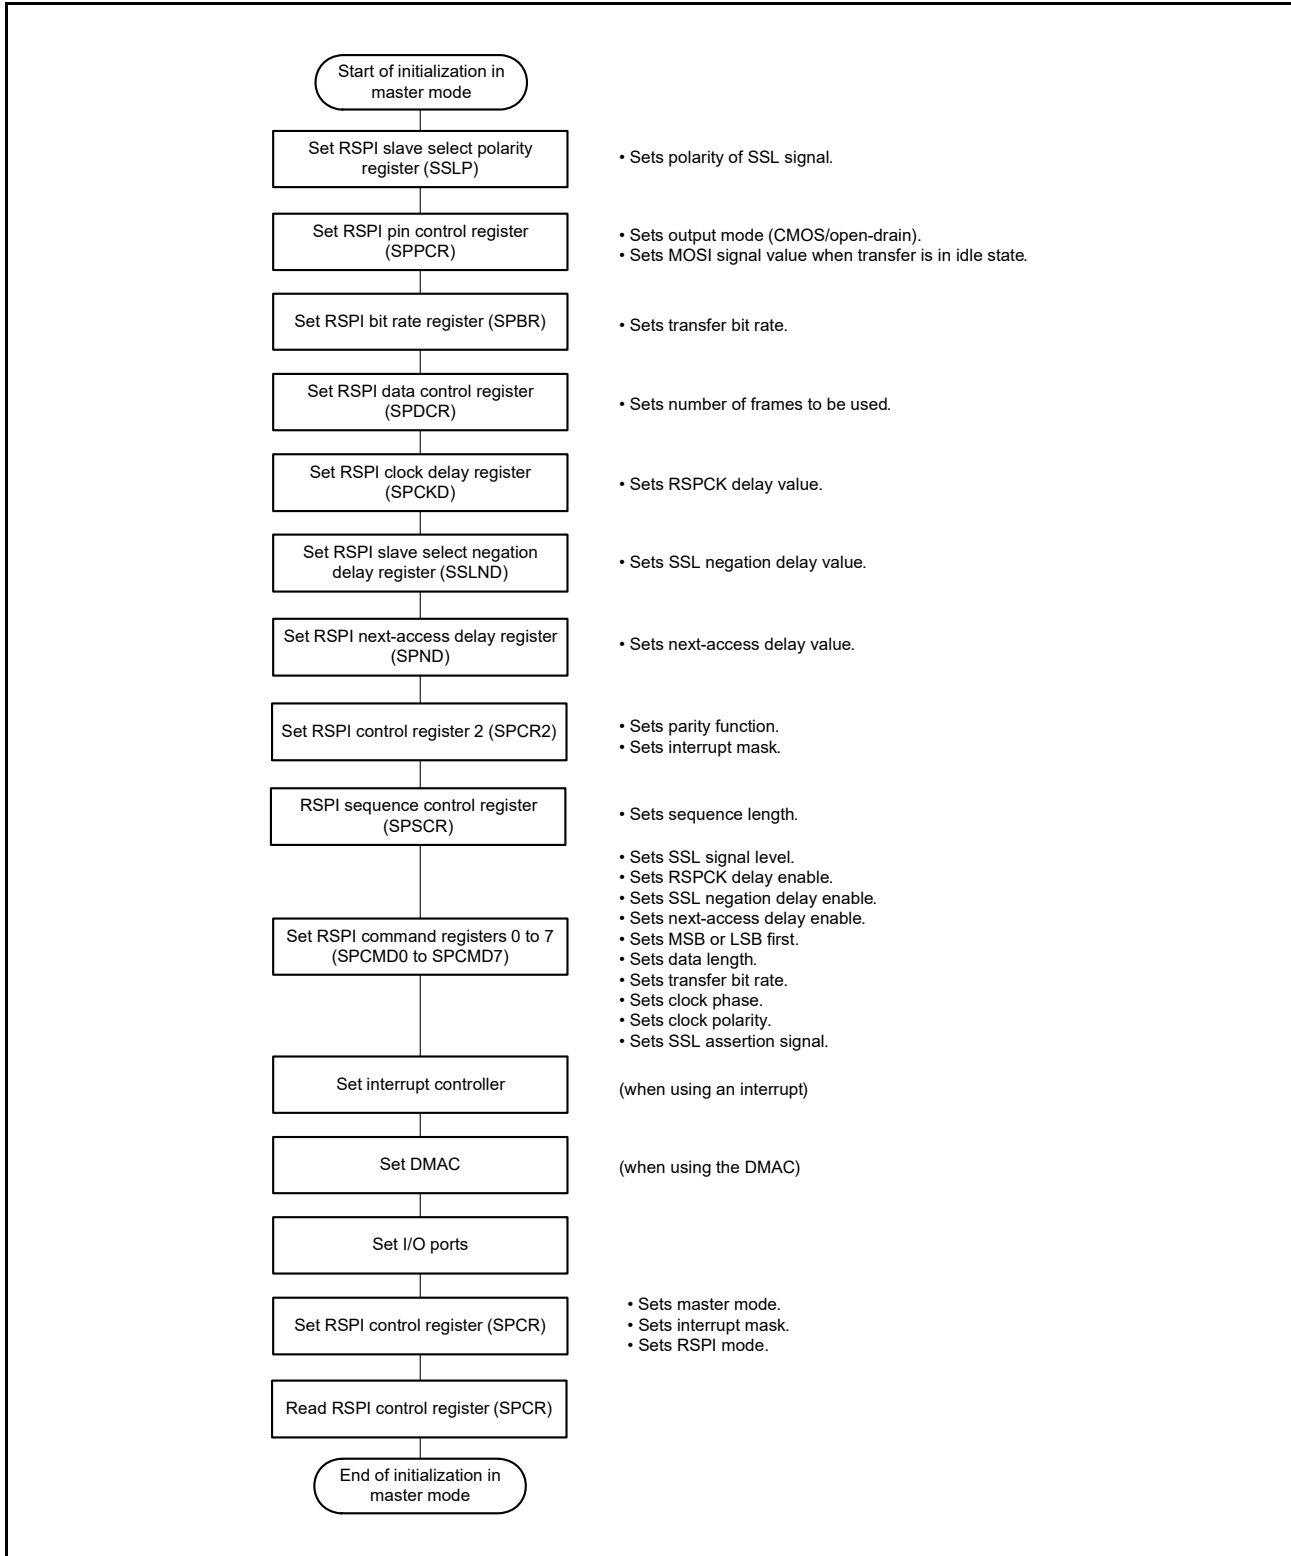 Start of initialization in
master mode
Set RSPI slave select polarity
register (SSLP)
• Sets polarity of SSL signal.
Set RSPI pin control register
(SPPCR)
• Sets output mode (CMOS/open-drain).
• Sets MOSI signal value when transfer is in idle state.
Set RSPI bit rate register (SPBR)
• Sets transfer bit rate.
Set RSPI data control register
(SPDCR)
• Sets number of frames to be used.
Set RSPI clock delay register
(SPCKD)
• Sets RSPCK delay value.
Set RSPI slave select negation
delay register (SSLND)
• Sets SSL negation delay value.
Set RSPI next-access delay register
(SPND)
• Sets next-access delay value.
Set RSPI control register 2 (SPCR2)
• Sets parity function.
• Sets interrupt mask.
RSPI sequence control register
(SPSCR)
• Sets sequence length.
Set RSPI command registers 0 to 7
(SPCMD0 to SPCMD7)
• Sets SSL signal level.
• Sets RSPCK delay enable.
• Sets SSL negation delay enable.
• Sets next-access delay enable.
• Sets MSB or LSB first.
• Sets data length.
• Sets transfer bit rate.
• Sets clock phase.
• Sets clock polarity.
• Sets SSL assertion signal.
Set interrupt controller
(when using an interrupt)
Set DMAC
(when using the DMAC)
Set I/O ports
Set RSPI control register (SPCR)
• Sets master mode.
• Sets interrupt mask.
• Sets RSPI mode.
Read RSPI control register (SPCR)
End of initialization in
master mode